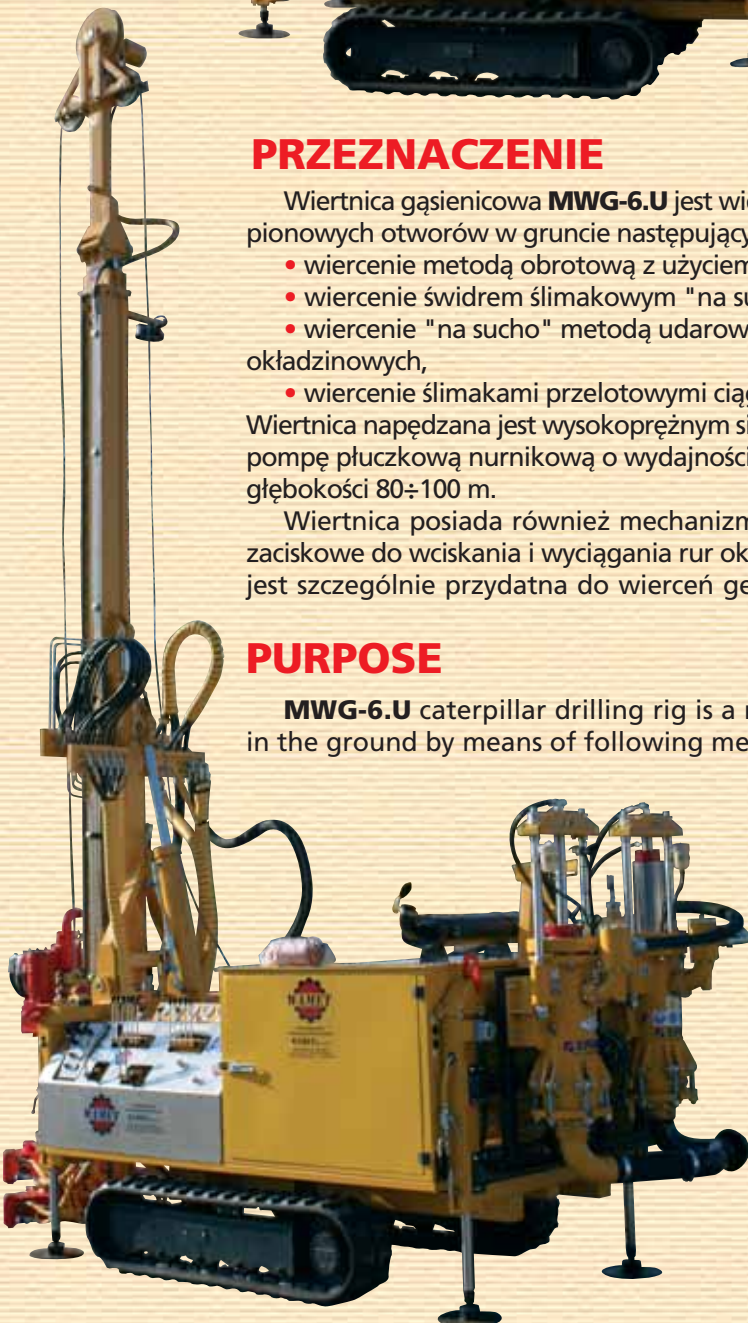 PRZEZNACZENIE
Wiertnica gąsienicowa MWG-6.U jest wie
pionowych otworów w gruncie następujący
• wiercenie metodą obrotową z użyciem
• wiercenie świdrem ślimakowym "na su
• wiercenie "na sucho" metodą udarow
okładzinowych,
• wiercenie ślimakami przelotowymi ciąg
Wiertnica napędzana jest wysokoprężnym si
pompę płuczkową nurnikową o wydajności
głębokości 80÷100 m.
Wiertnica posiada również mechanizm
zaciskowe do wciskania i wyciągania rur ok
jest szczególnie przydatna do wierceń ge
PURPOSE
MWG-6.U caterpillar drilling rig is a m
in the ground by means of following me
WAMET
WAMET